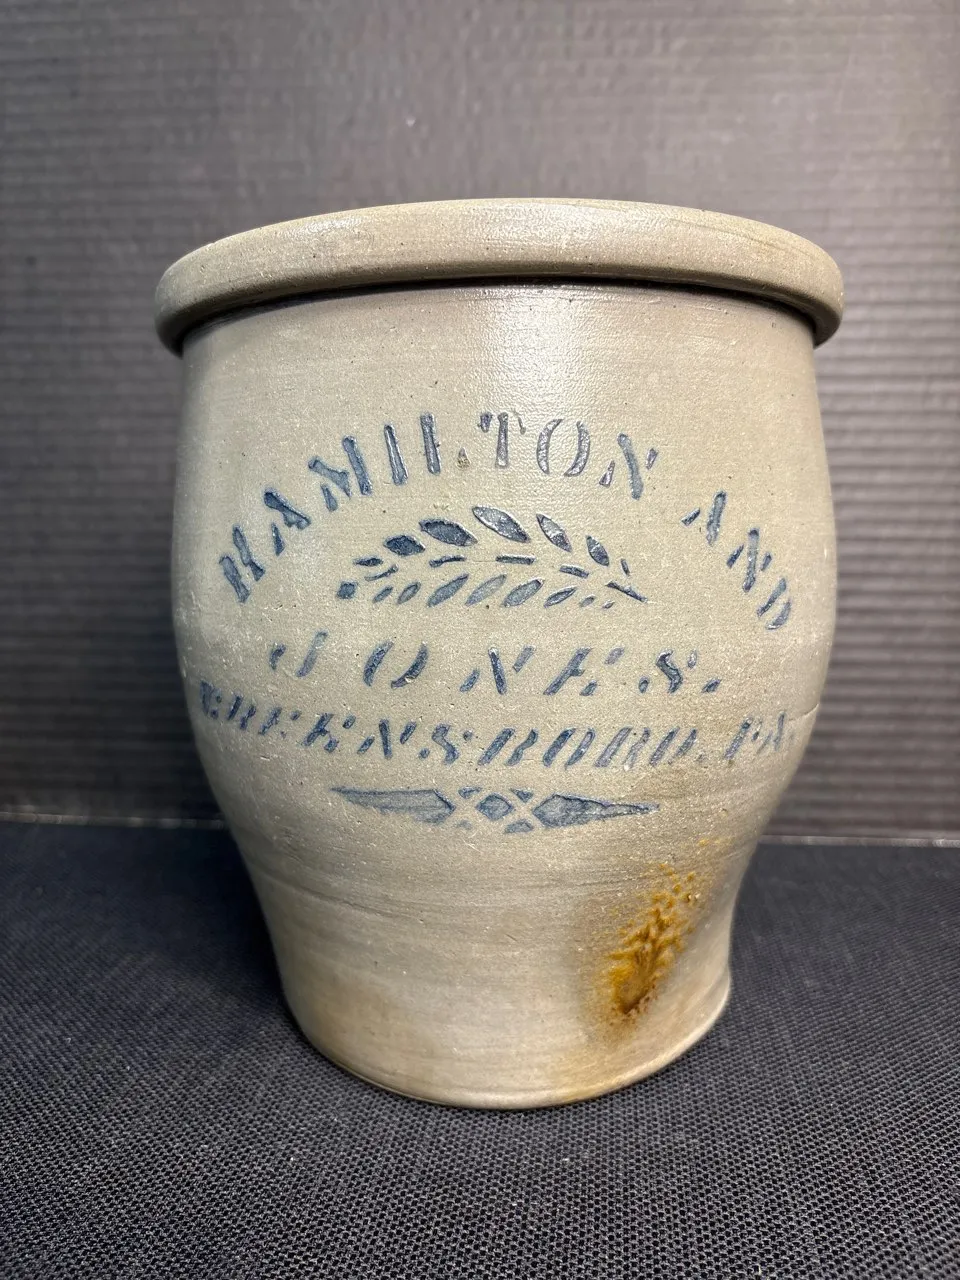 HAMILTON AND
JONES.
GREENSBORO, PA.